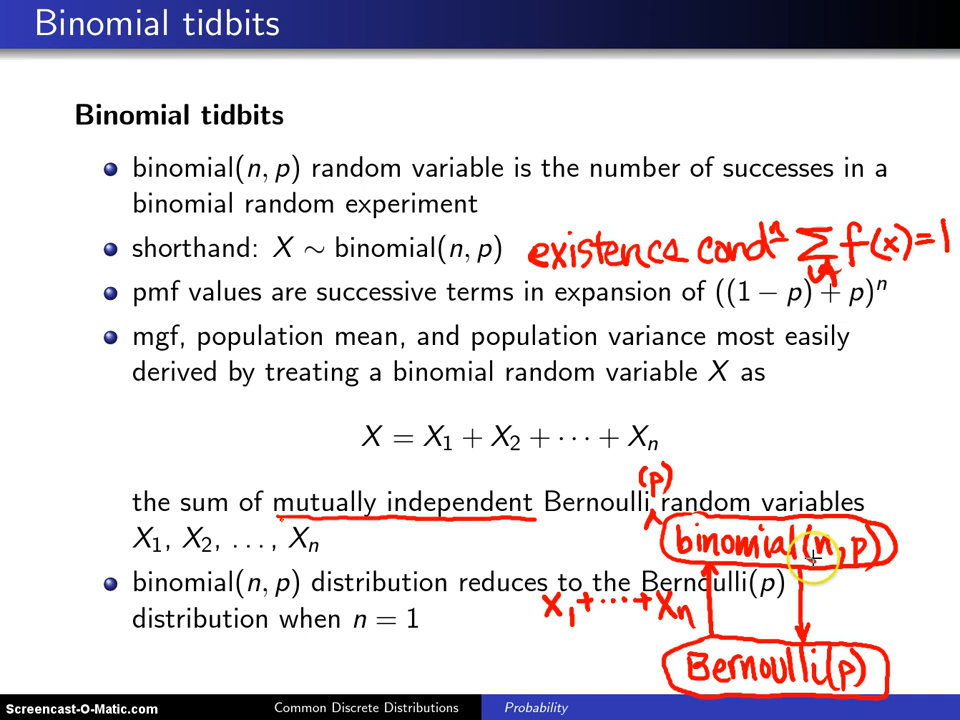 Binomial tidbits
Binomial tidbits
binomial(n, p) random variable is the number of successes in a
binomial random experiment
shorthand: X ∼ binomial(n, p) existence condⁿ ∑ f(x)=1
𝒜
pmf values are successive terms in expansion of ((1 − p) + p)ⁿ
mgf, population mean, and population variance most easily
derived by treating a binomial random variable X as
X = X₁ + X₂ + · · · + Xₙ
(p)
the sum of mutually independent Bernoulli random variables
X₁, X₂, . . . , Xₙ binomial(n,p)
binomial(n, p) distribution reduces to the Bernoulli(p)
X₁+···+Xₙ
distribution when n = 1
Bernoulli(p)
Screencast-O-Matic.com Common Discrete Distributions Probability